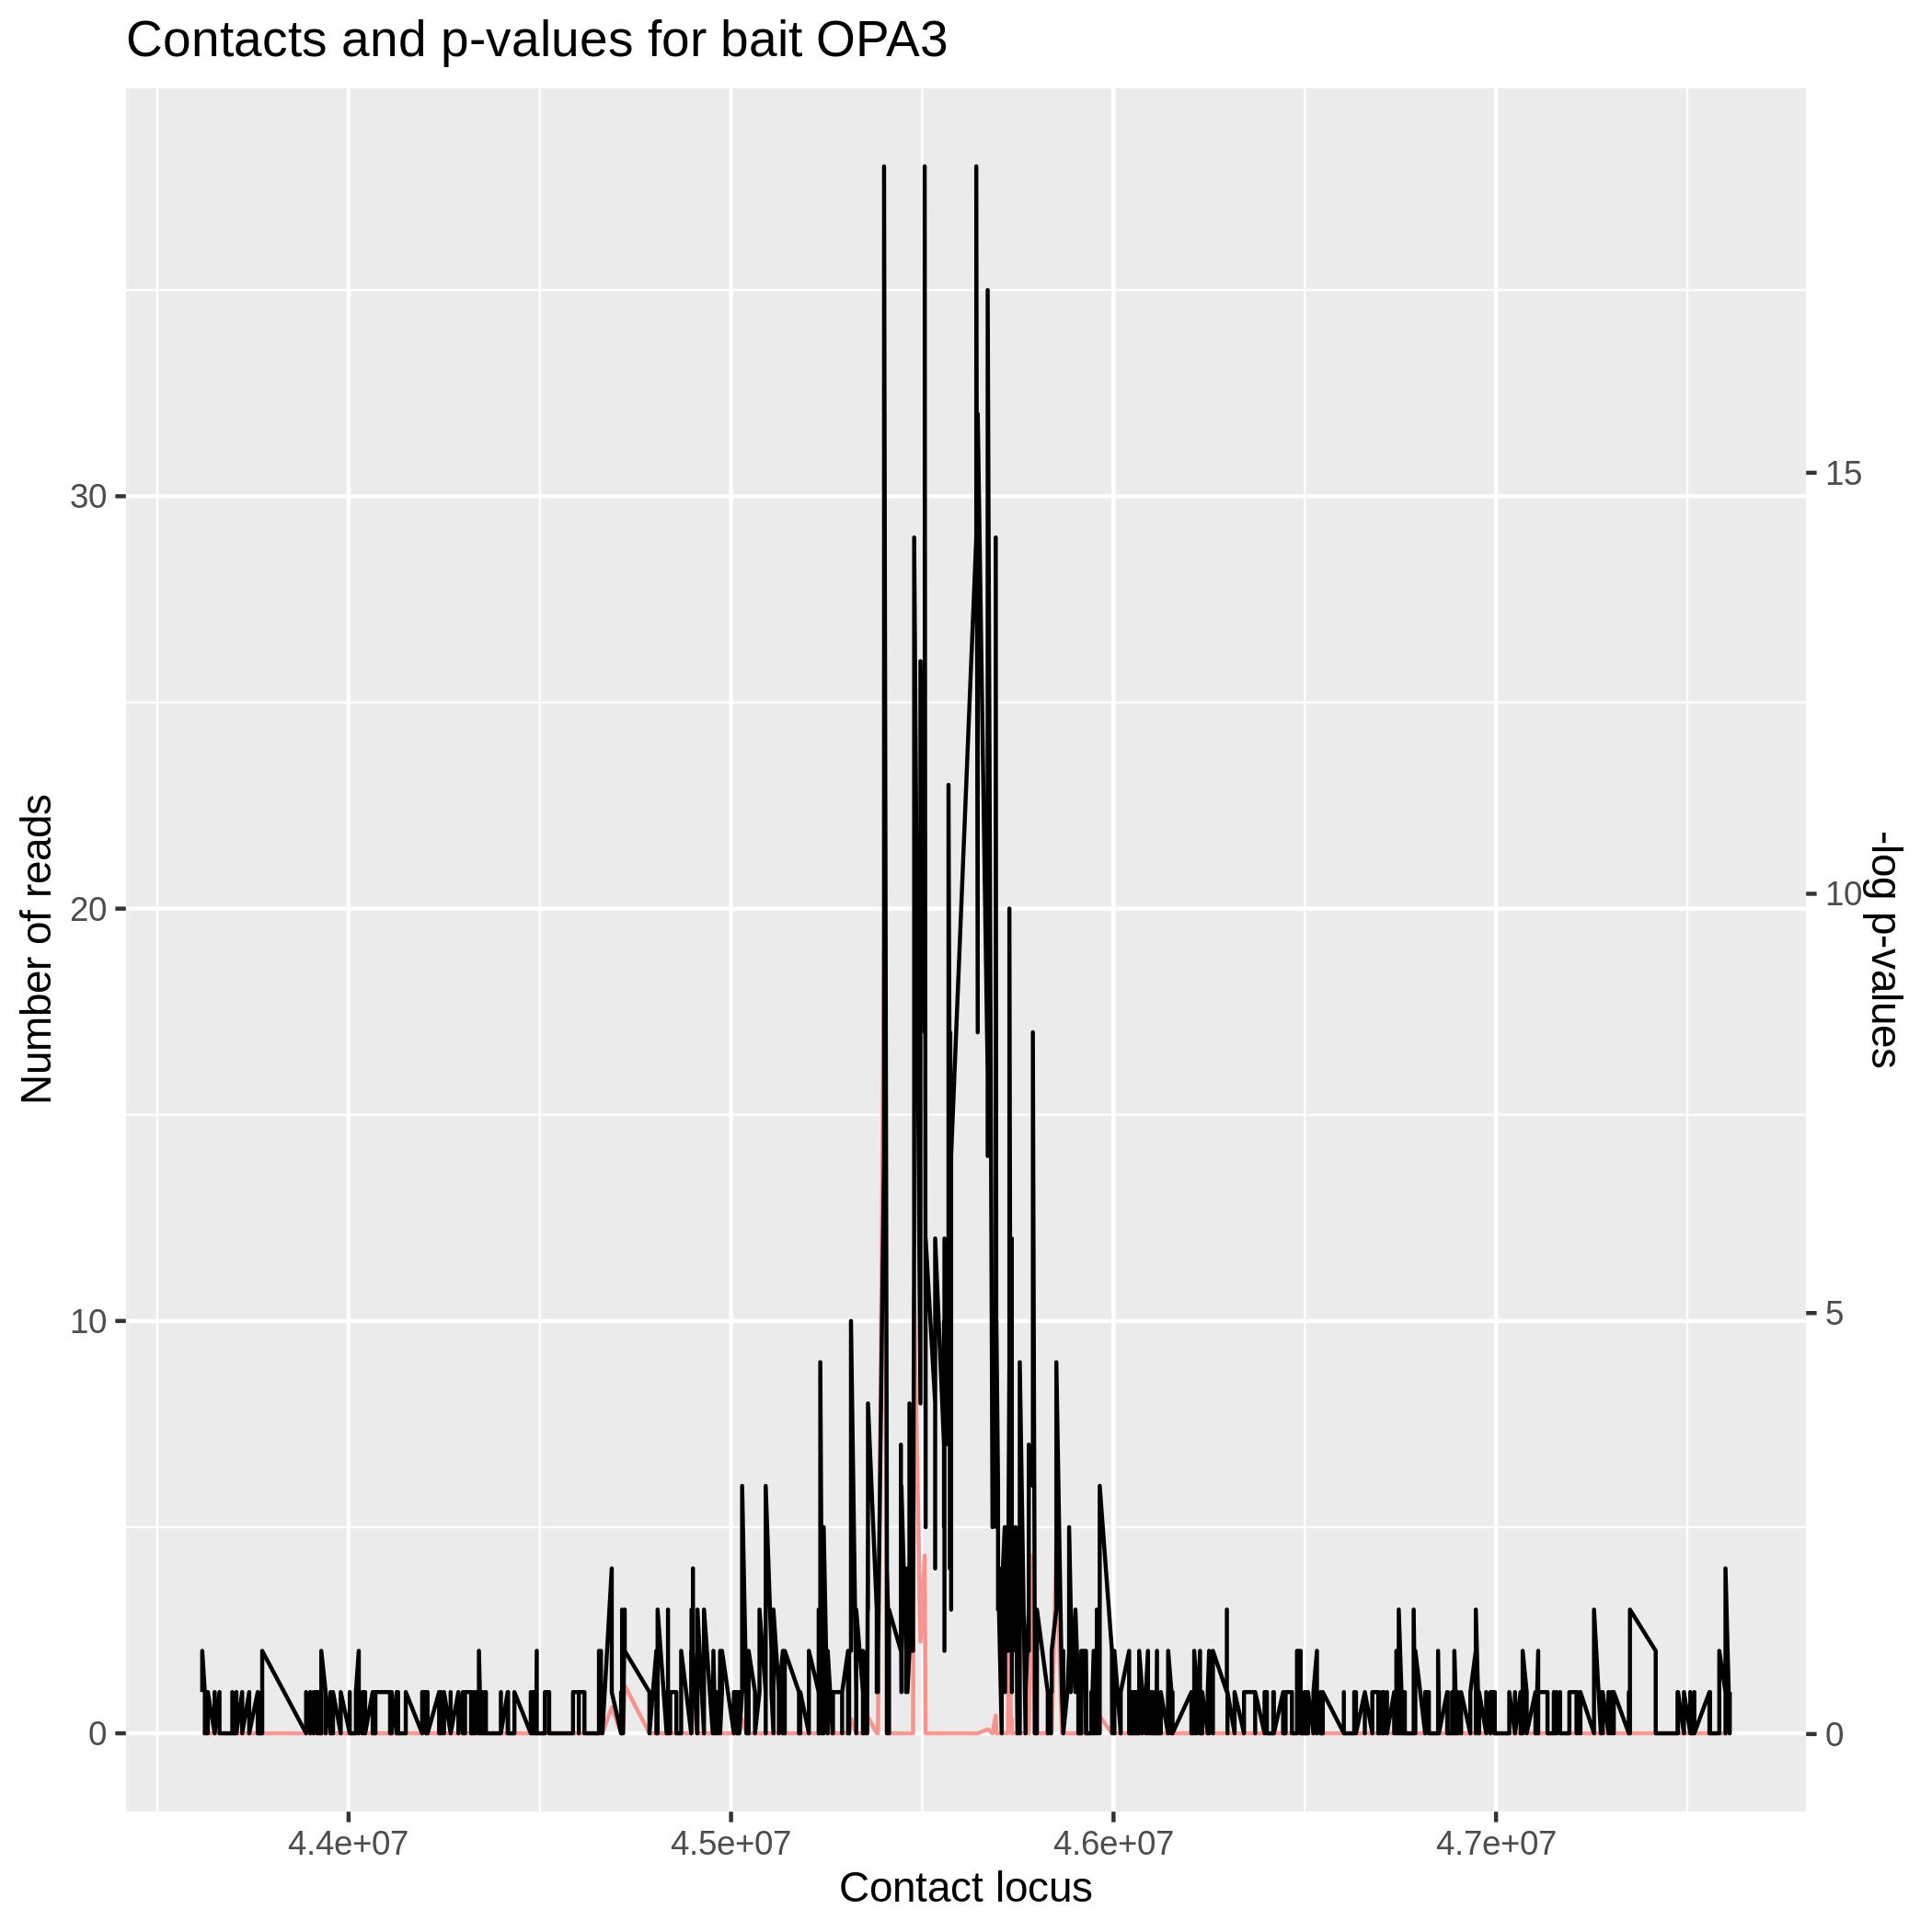 Contacts and p-values for bait OPA3
Number of reads
30
20
10
0
15
10
5
0
-log p-values
4.4e+07
4.5e+07
4.6e+07
4.7e+07
Contact locus